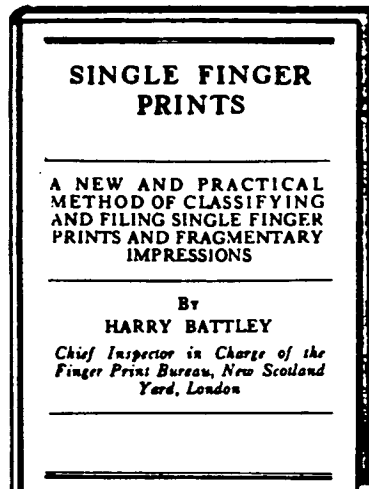 SINGLE FINGER
PRINTS
A NEW AND PRACTICAL
METHOD OF CLASSIFYING
AND FILING SINGLE FINGER
PRINTS AND FRAGMENTARY
IMPRESSIONS
BY
HARRY BATTLEY
Chief Inspector in Charge of the
Finger Print Bureau, New Scotland
Yard, London